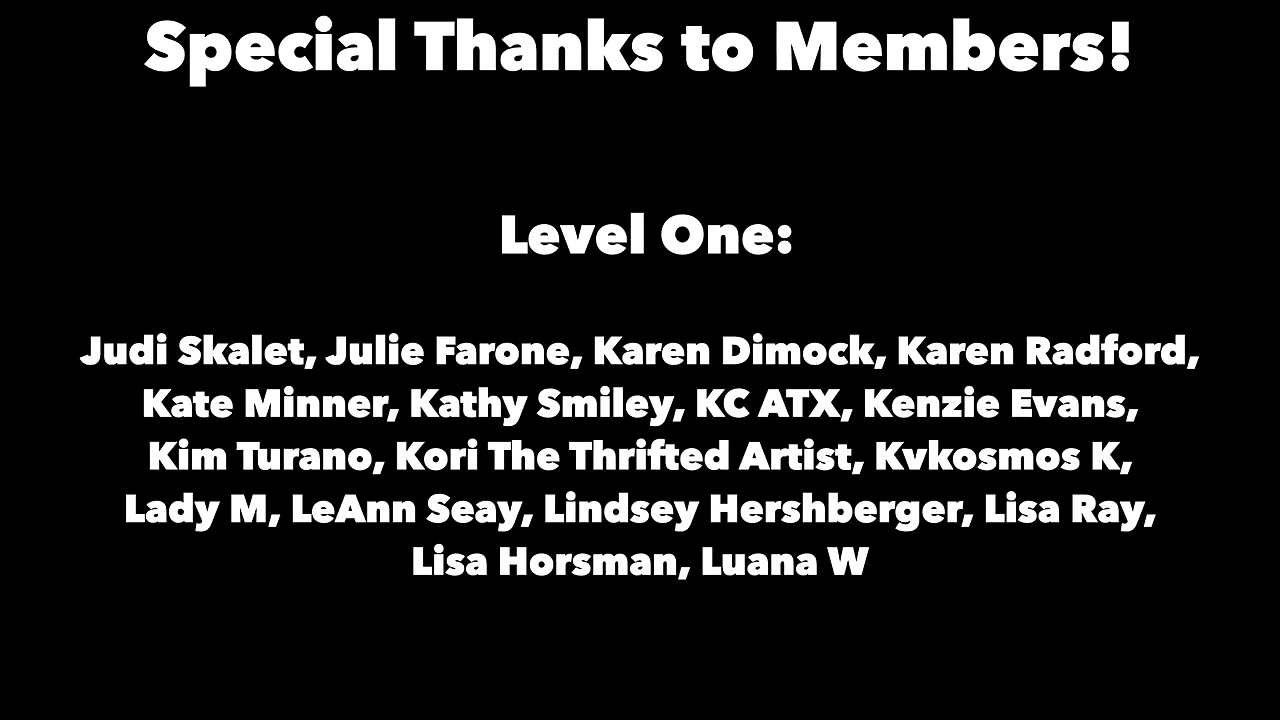 Special Thanks to Members!
Level One:
Judi Skalet, Julie Farone, Karen Dimock, Karen Radford,
Kate Minner, Kathy Smiley, KC ATX, Kenzie Evans,
Kim Turano, Kori The Thrifted Artist, Kvkosmos K,
Lady M, LeAnn Seay, Lindsey Hershberger, Lisa Ray,
Lisa Horsman, Luana W